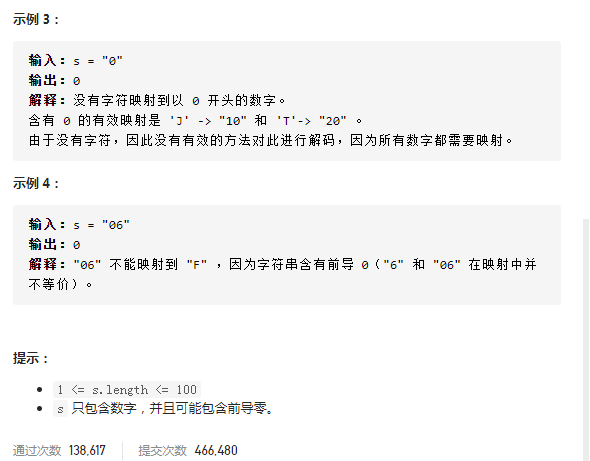 示例 3：
输入：s = "0"
输出：0
解释：没有字符映射到以 0 开头的数字。
含有 0 的有效映射是 'J' -> "10" 和 'T'-> "20" 。
由于没有字符，因此没有有效的方法对此进行解码，因为所有数字都需要映射。
示例 4：
输入：s = "06"
输出：0
解释："06" 不能映射到 "F" ，因为字符串含有前导 0（"6" 和 "06" 在映射中并
不等价）。
提示：
1 <= s.length <= 100
s 只包含数字，并且可能包含前导零。
通过次数 138,617 提交次数 466,480